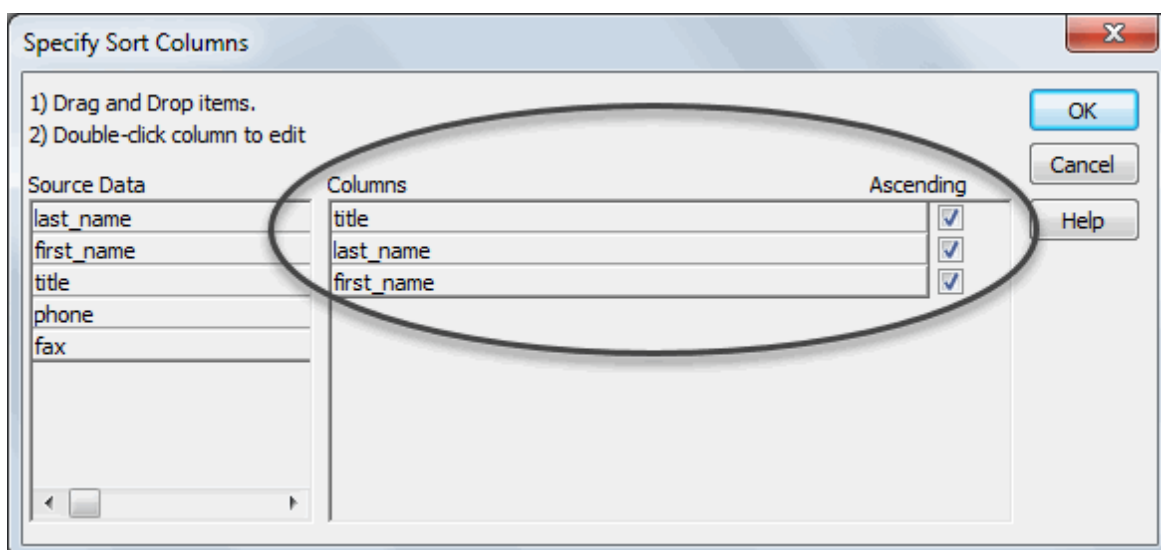 Specify Sort Columns
1) Drag and Drop items.
2) Double-click column to edit
OK
Cancel
Help
Source Data
last_name
first_name
title
phone
fax
Columns Ascending
title
last_name
first_name